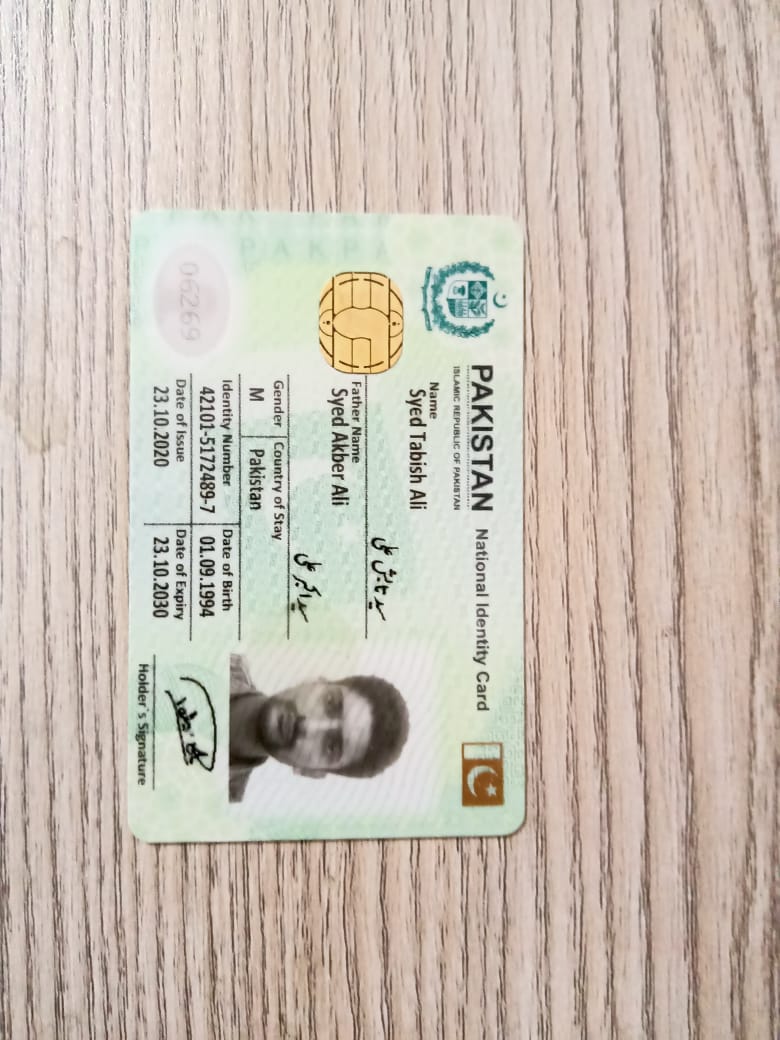 PAKISTAN National Identity Card
ISLAMIC REPUBLIC OF PAKISTAN
Name
Syed Tabish Ali
سید تابش علی
Father Name
Syed Akber Ali
سید اکبر علی
Gender Country of Stay
M Pakistan
Identity Number Date of Birth
42101-5172489-7 01.09.1994
Date of Issue Date of Expiry
23.10.2020 23.10.2030
Holder's Signature
06269
PAKPA